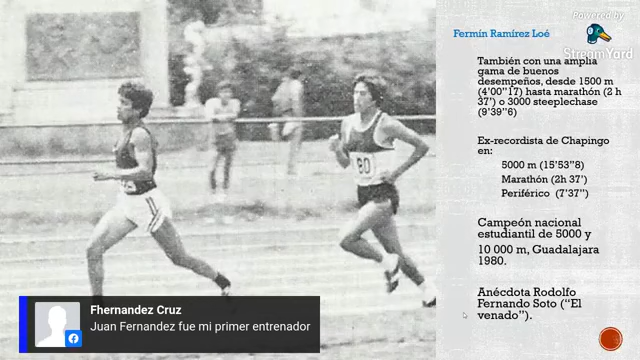 Fermín Ramírez Loé
Powered by
StreamYard
También con una amplia
gama de buenos
desempeños, desde 1500 m
(4'00"17) hasta marathón (2 h
37') o 3000 steeplechase
(9'39"6)
Ex-recordista de Chapingo
en:
5000 m (15'53"8)
Marathón (2h 37')
Periférico (7'37")
Campeón nacional
estudiantil de 5000 y
10 000 m, Guadalajara
1980.
Anécdota Rodolfo
Fernando Soto ("El
venado").
80
Fhernandez Cruz
Juan Fernandez fue mi primer entrenador